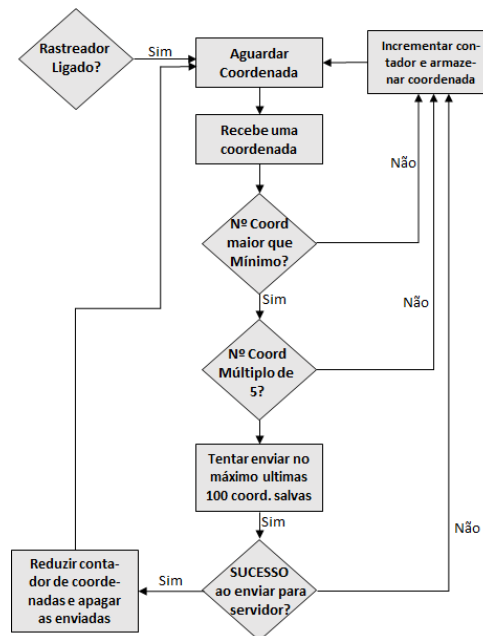 Rastreador
Ligado?
Sim
Aguardar
Coordenada
Incrementar con-
tador e armaze-
nar coordenada
Recebe uma
coordenada
Não
Nº Coord
maior que
Mínimo?
Sim
Não
Nº Coord
Múltiplo de
5?
Tentar enviar no
máximo ultimas
100 coord. salvas
Sim
Não
SUCESSO
ao enviar para
servidor?
Sim
Reduzir conta-
dor de coorde-
nadas e apagar
as enviadas